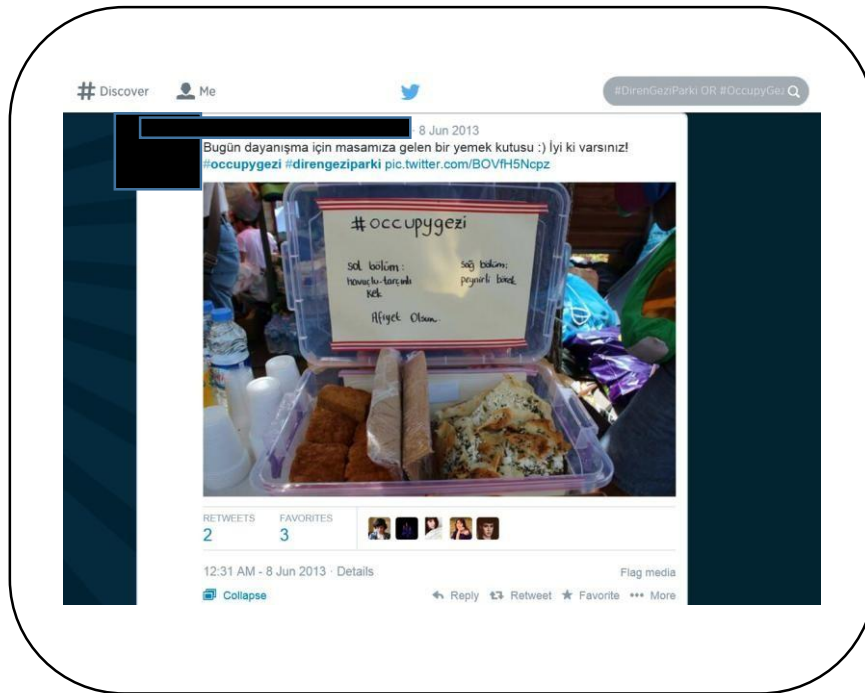 # Discover
Me
#DirenGeziParkı OR #OccupyGez
· 8 Jun 2013
Bugün dayanışma için masamıza gelen bir yemek kutusu :) İyi ki varsınız!
#occupygezi #direngeziparki pic.twitter.com/BOVfH5Ncpz
#occupygezi
sol bölüm:
havuçlu-tarçınlı
kek
sağ bölüm:
peynirli börek
Afiyet Olsun..
RETWEETS
2
FAVORITES
3
12:31 AM - 8 Jun 2013 · Details
Flag media
Collapse
Reply
Retweet
Favorite
More